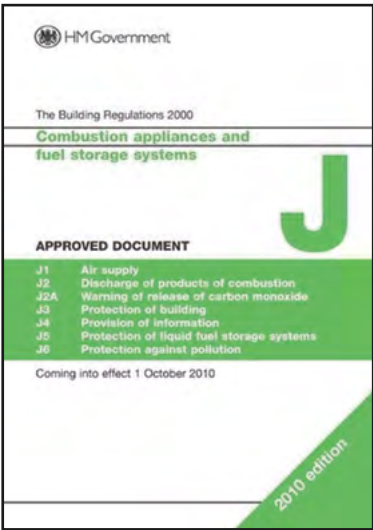 HM Government
The Building Regulations 2000
Combustion appliances and
fuel storage systems
J
APPROVED DOCUMENT
J1 Air supply
J2 Discharge of products of combustion
J2A Warning of release of carbon monoxide
J3 Protection of building
J4 Provision of information
J5 Protection of liquid fuel storage systems
J6 Protection against pollution
Coming into effect 1 October 2010
2010 edition